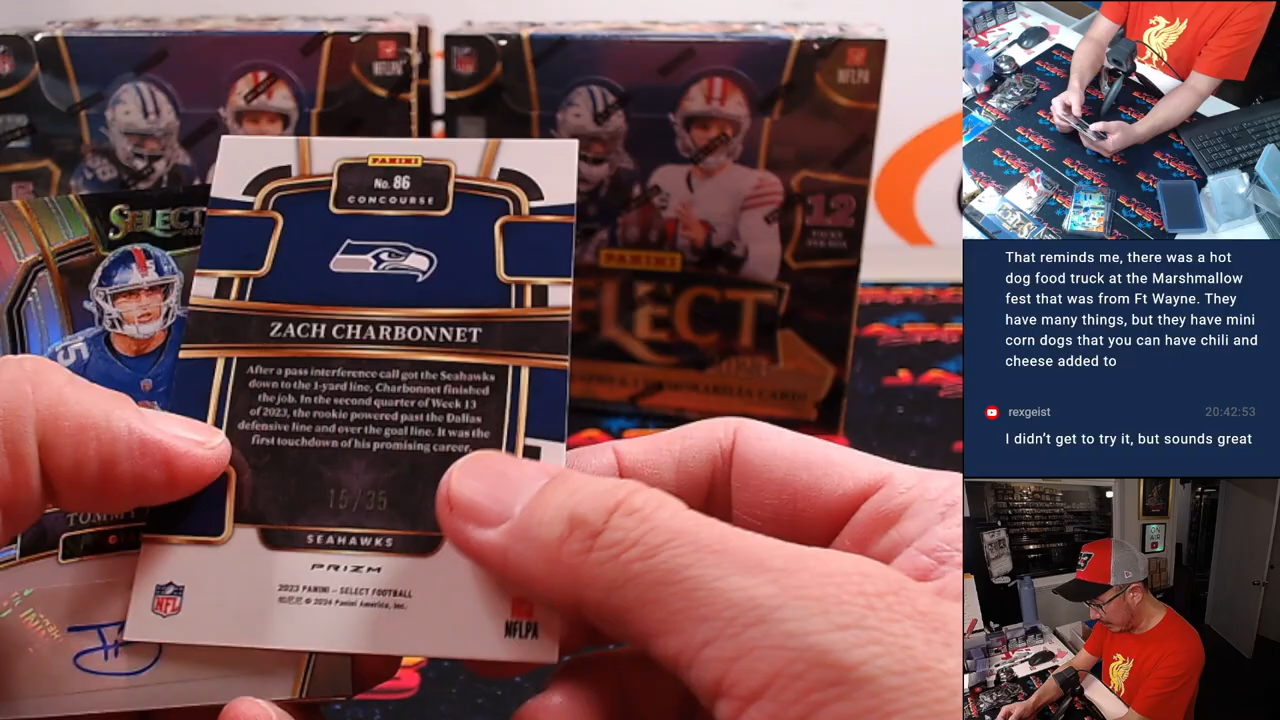 NFLPA
NFLPA
12
PANINI
SELECT
PANINI
No. 86
CONCOURSE
SELECT
ZACH CHARBONNET
After a pass interference call got the Seahawks
down to the 1-yard line, Charbonnet finished
the job. In the second quarter of Week 13
of 2023, the rookie powered past the Dallas
defensive line and over the goal line. It was the
first touchdown of his promising career.
15/35
SEAHAWKS
PRIZM
2023 PANINI – SELECT FOOTBALL
© 2024 Panini America, Inc.
NFL
NFLPA
TOMMY
15
That reminds me, there was a hot
dog food truck at the Marshmallow
fest that was from Ft Wayne. They
have many things, but they have mini
corn dogs that you can have chili and
cheese added to
rexgeist
20:42:53
I didn't get to try it, but sounds great
ON
AIR